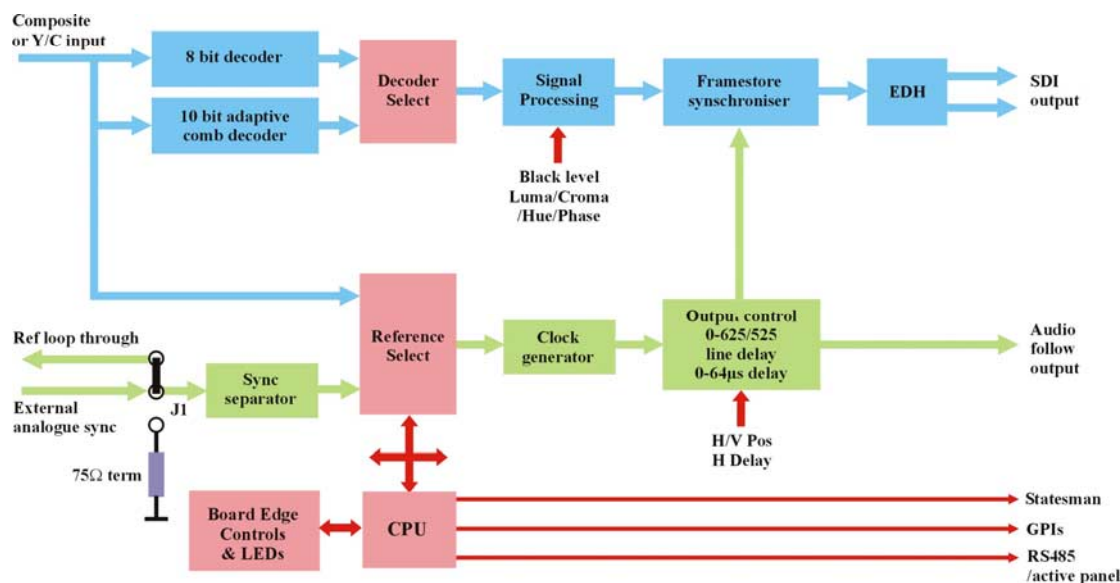 Composite
or Y/C input
8 bit decoder
10 bit adaptive
comb decoder
Decoder
Select
Signal
Processing
Framestore
synschroniser
EDH
SDI
output
Black level
Luma/Croma
/Hue/Phase
Reference
Select
Clock
generator
Output control
0-625/525
line delay
0-64µs delay
Audio
follow
output
Ref loop through
External
analogue sync
J1
Sync
separator
75Ω term
H/V Pos
H Delay
Board Edge
Controls
& LEDs
CPU
Statesman
GPIs
RS485
/active panel